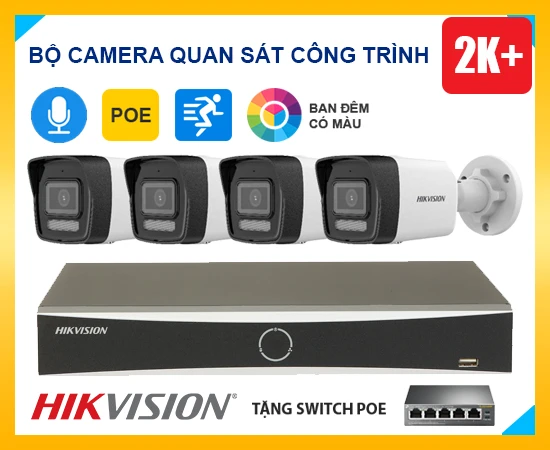 BỘ CAMERA QUAN SÁT CÔNG TRÌNH
2K+
POE
BAN ĐÊM
CÓ MÀU
HIKVISION
HIKVISION
HIKVISION®
TẶNG SWITCH POE